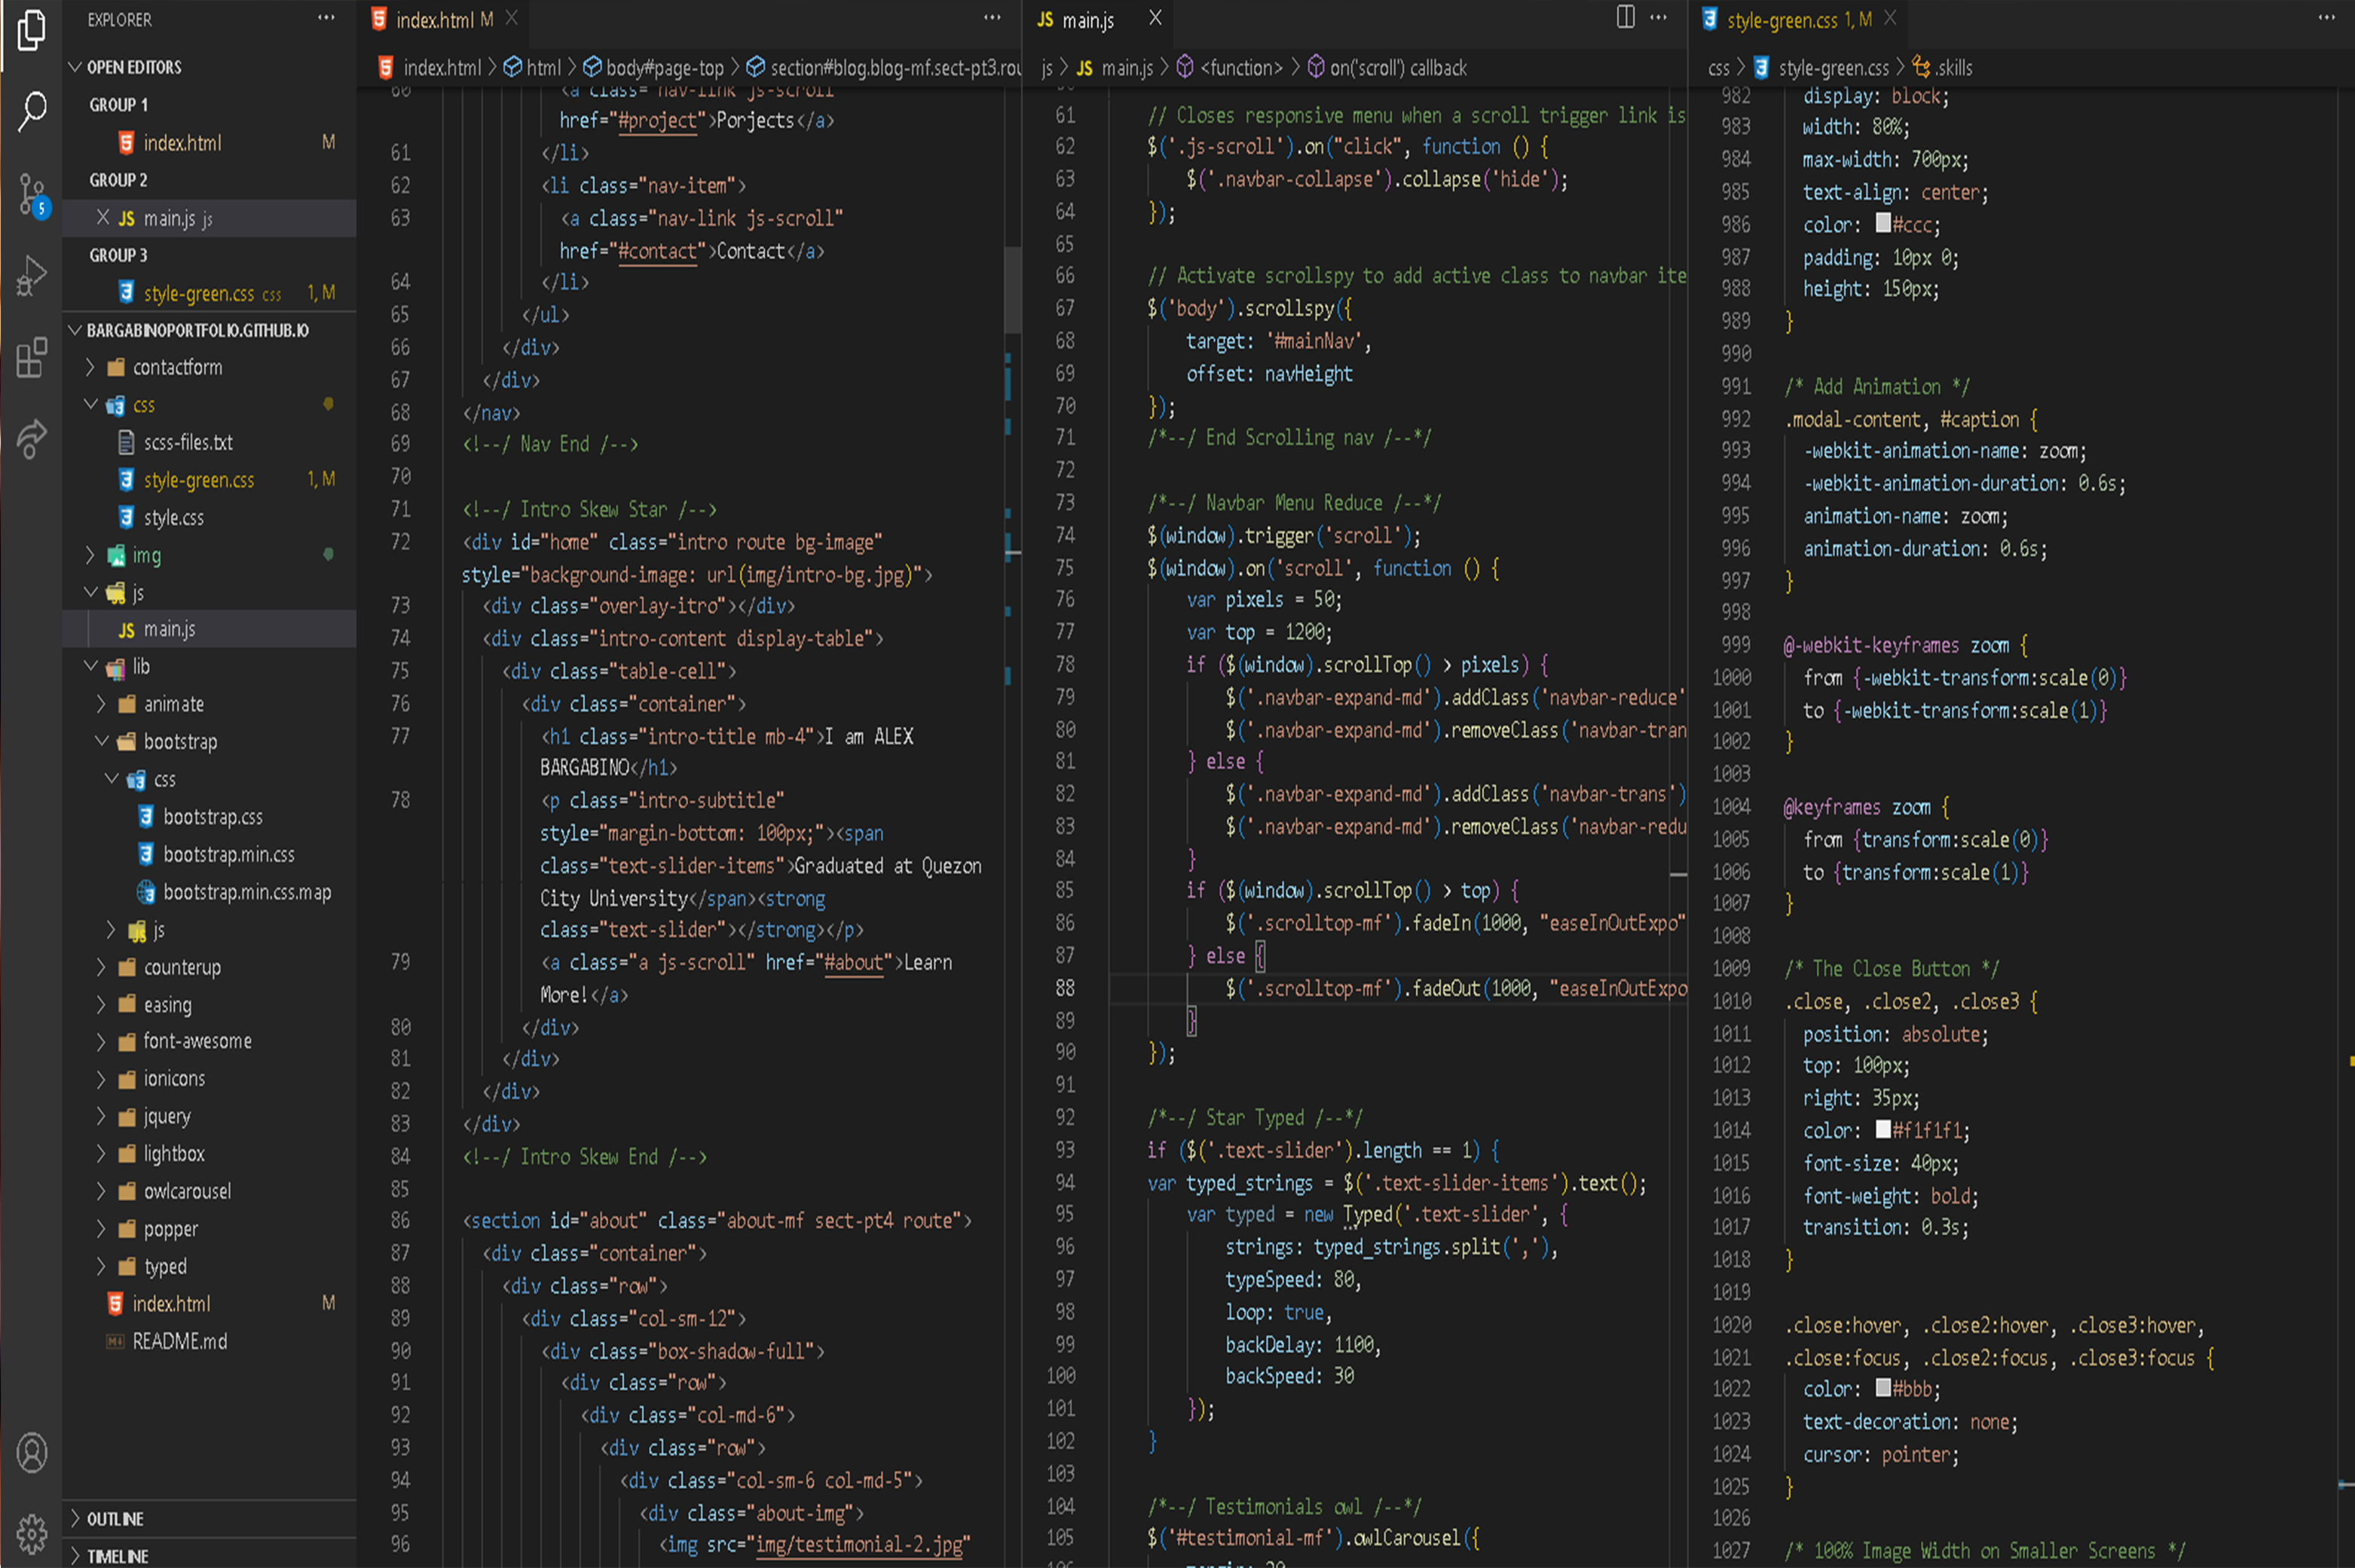 EXPLORER
OPEN EDITORS
GROUP 1
index.html M
GROUP 2
main.js js
GROUP 3
style-green.css css 1, M
BARGABINOPORTFOLIO.GITHUB.IO
contactform
css
scss-files.txt
style-green.css 1, M
style.css
img
js
JS main.js
lib
animate
bootstrap
css
bootstrap.css
bootstrap.min.css
bootstrap.min.css.map
js
counterup
easing
font-awesome
ionicons
jquery
lightbox
owlcarousel
popper
typed
index.html M
README.md
OUTLINE
TIMELINE
5
index.html M
index.html > html > body#page-top > section#blog.blog-mf.sect-pt3.rou
60 <a class="nav-link js-scroll"
href="#project">Porjects</a>
61 </li>
62 <li class="nav-item">
63 <a class="nav-link js-scroll"
href="#contact">Contact</a>
64 </li>
65 </ul>
66 </div>
67 </div>
68 </nav>
69 <!--/ Nav End /-->
70
71 <!--/ Intro Skew Star /-->
72 <div id="home" class="intro route bg-image"
style="background-image: url(img/intro-bg.jpg)">
73 <div class="overlay-itro"></div>
74 <div class="intro-content display-table">
75 <div class="table-cell">
76 <div class="container">
77 <h1 class="intro-title mb-4">I am ALEX
BARGABINO</h1>
78 <p class="intro-subtitle"
style="margin-bottom: 100px;"><span
class="text-slider-items">Graduated at Quezon
City University</span><strong
class="text-slider"></strong></p>
79 <a class="a js-scroll" href="#about">Learn
More!</a>
80 </div>
81 </div>
82 </div>
83 </div>
84 <!--/ Intro Skew End /-->
85
86 <section id="about" class="about-mf sect-pt4 route">
87 <div class="container">
88 <div class="row">
89 <div class="col-sm-12">
90 <div class="box-shadow-full">
91 <div class="row">
92 <div class="col-md-6">
93 <div class="row">
94 <div class="col-sm-6 col-md-5">
95 <div class="about-img">
96 <img src="img/testimonial-2.jpg"
JS main.js
js > JS main.js > <function> > on('scroll') callback
61 // Closes responsive menu when a scroll trigger link is
62 $('.js-scroll').on("click", function () {
63 $('.navbar-collapse').collapse('hide');
64 });
65
66 // Activate scrollspy to add active class to navbar ite
67 $('body').scrollspy({
68 target: '#mainNav',
69 offset: navHeight
70 });
71 /*--/ End Scrolling nav /--*/
72
73 /*--/ Navbar Menu Reduce /--*/
74 $(window).trigger('scroll');
75 $(window).on('scroll', function () {
76 var pixels = 50;
77 var top = 1200;
78 if ($(window).scrollTop() > pixels) {
79 $('.navbar-expand-md').addClass('navbar-reduce'
80 $('.navbar-expand-md').removeClass('navbar-tran
81 } else {
82 $('.navbar-expand-md').addClass('navbar-trans')
83 $('.navbar-expand-md').removeClass('navbar-redu
84 }
85 if ($(window).scrollTop() > top) {
86 $('.scrolltop-mf').fadeIn(1000, "easeInOutExpo"
87 } else {
88 $('.scrolltop-mf').fadeOut(1000, "easeInOutExpo
89 }
90 });
91
92 /*--/ Star Typed /--*/
93 if ($('.text-slider').length == 1) {
94 var typed_strings = $('.text-slider-items').text();
95 var typed = new Typed('.text-slider', {
96 strings: typed_strings.split(','),
97 typeSpeed: 80,
98 loop: true,
99 backDelay: 1100,
100 backSpeed: 30
101 });
102 }
103
104 /*--/ Testimonials owl /--*/
105 $('#testimonial-mf').owlCarousel({
style-green.css 1, M
css > style-green.css > .skills
982 display: block;
983 width: 80%;
984 max-width: 700px;
985 text-align: center;
986 color: #ccc;
987 padding: 10px 0;
988 height: 150px;
989 }
990
991 /* Add Animation */
992 .modal-content, #caption {
993 -webkit-animation-name: zoom;
994 -webkit-animation-duration: 0.6s;
995 animation-name: zoom;
996 animation-duration: 0.6s;
997 }
998
999 @-webkit-keyframes zoom {
1000 from {-webkit-transform:scale(0)}
1001 to {-webkit-transform:scale(1)}
1002 }
1003
1004 @keyframes zoom {
1005 from {transform:scale(0)}
1006 to {transform:scale(1)}
1007 }
1008
1009 /* The Close Button */
1010 .close, .close2, .close3 {
1011 position: absolute;
1012 top: 100px;
1013 right: 35px;
1014 color: #f1f1f1;
1015 font-size: 40px;
1016 font-weight: bold;
1017 transition: 0.3s;
1018 }
1019
1020 .close:hover, .close2:hover, .close3:hover,
1021 .close:focus, .close2:focus, .close3:focus {
1022 color: #bbb;
1023 text-decoration: none;
1024 cursor: pointer;
1025 }
1026
1027 /* 100% Image Width on Smaller Screens */